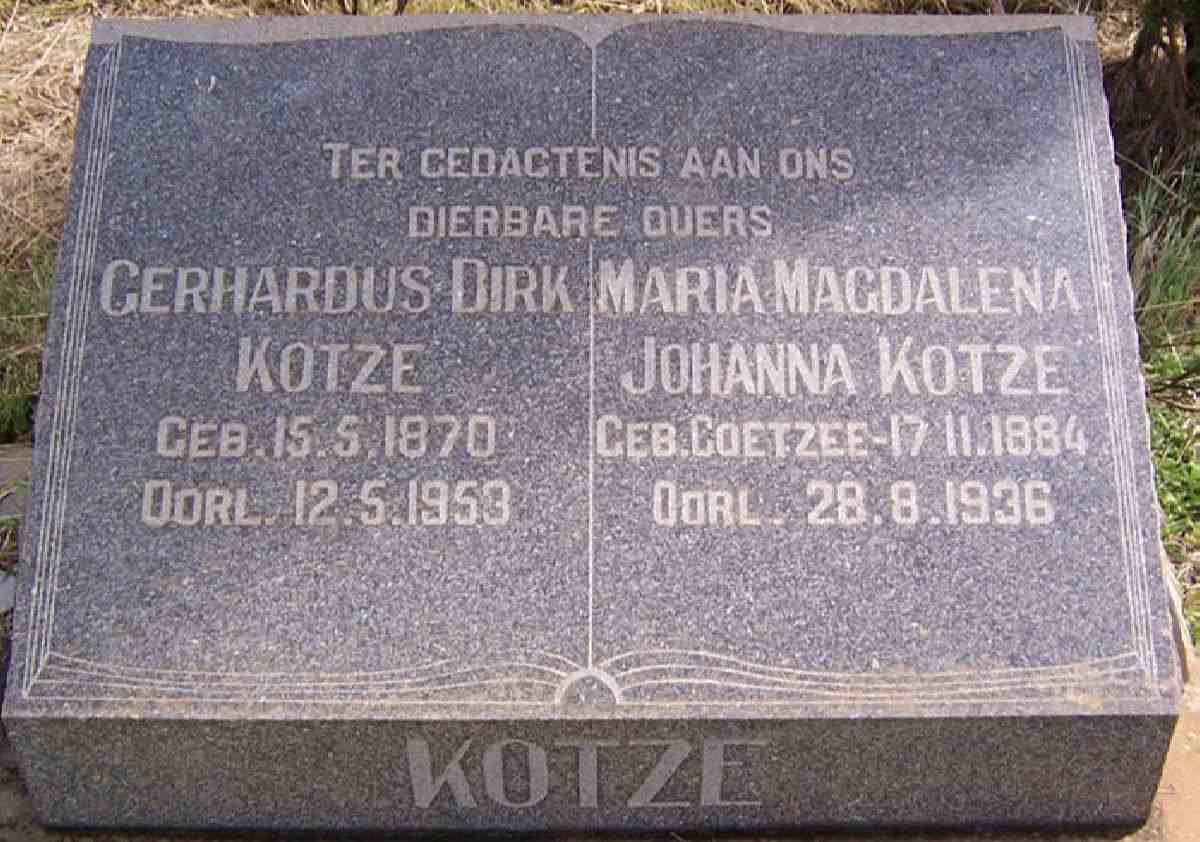 TER GEDAGTENIS AAN ONS
DIERBARE OUERS
GERHARDUS DIRK
KOTZE
GEB. 15.5.1870
OORL. 12.5.1953
MARIA MAGDALENA
JOHANNA KOTZE
GEB. COETZEE-17 11.1884
OORL. 28.8.1936
KOTZE